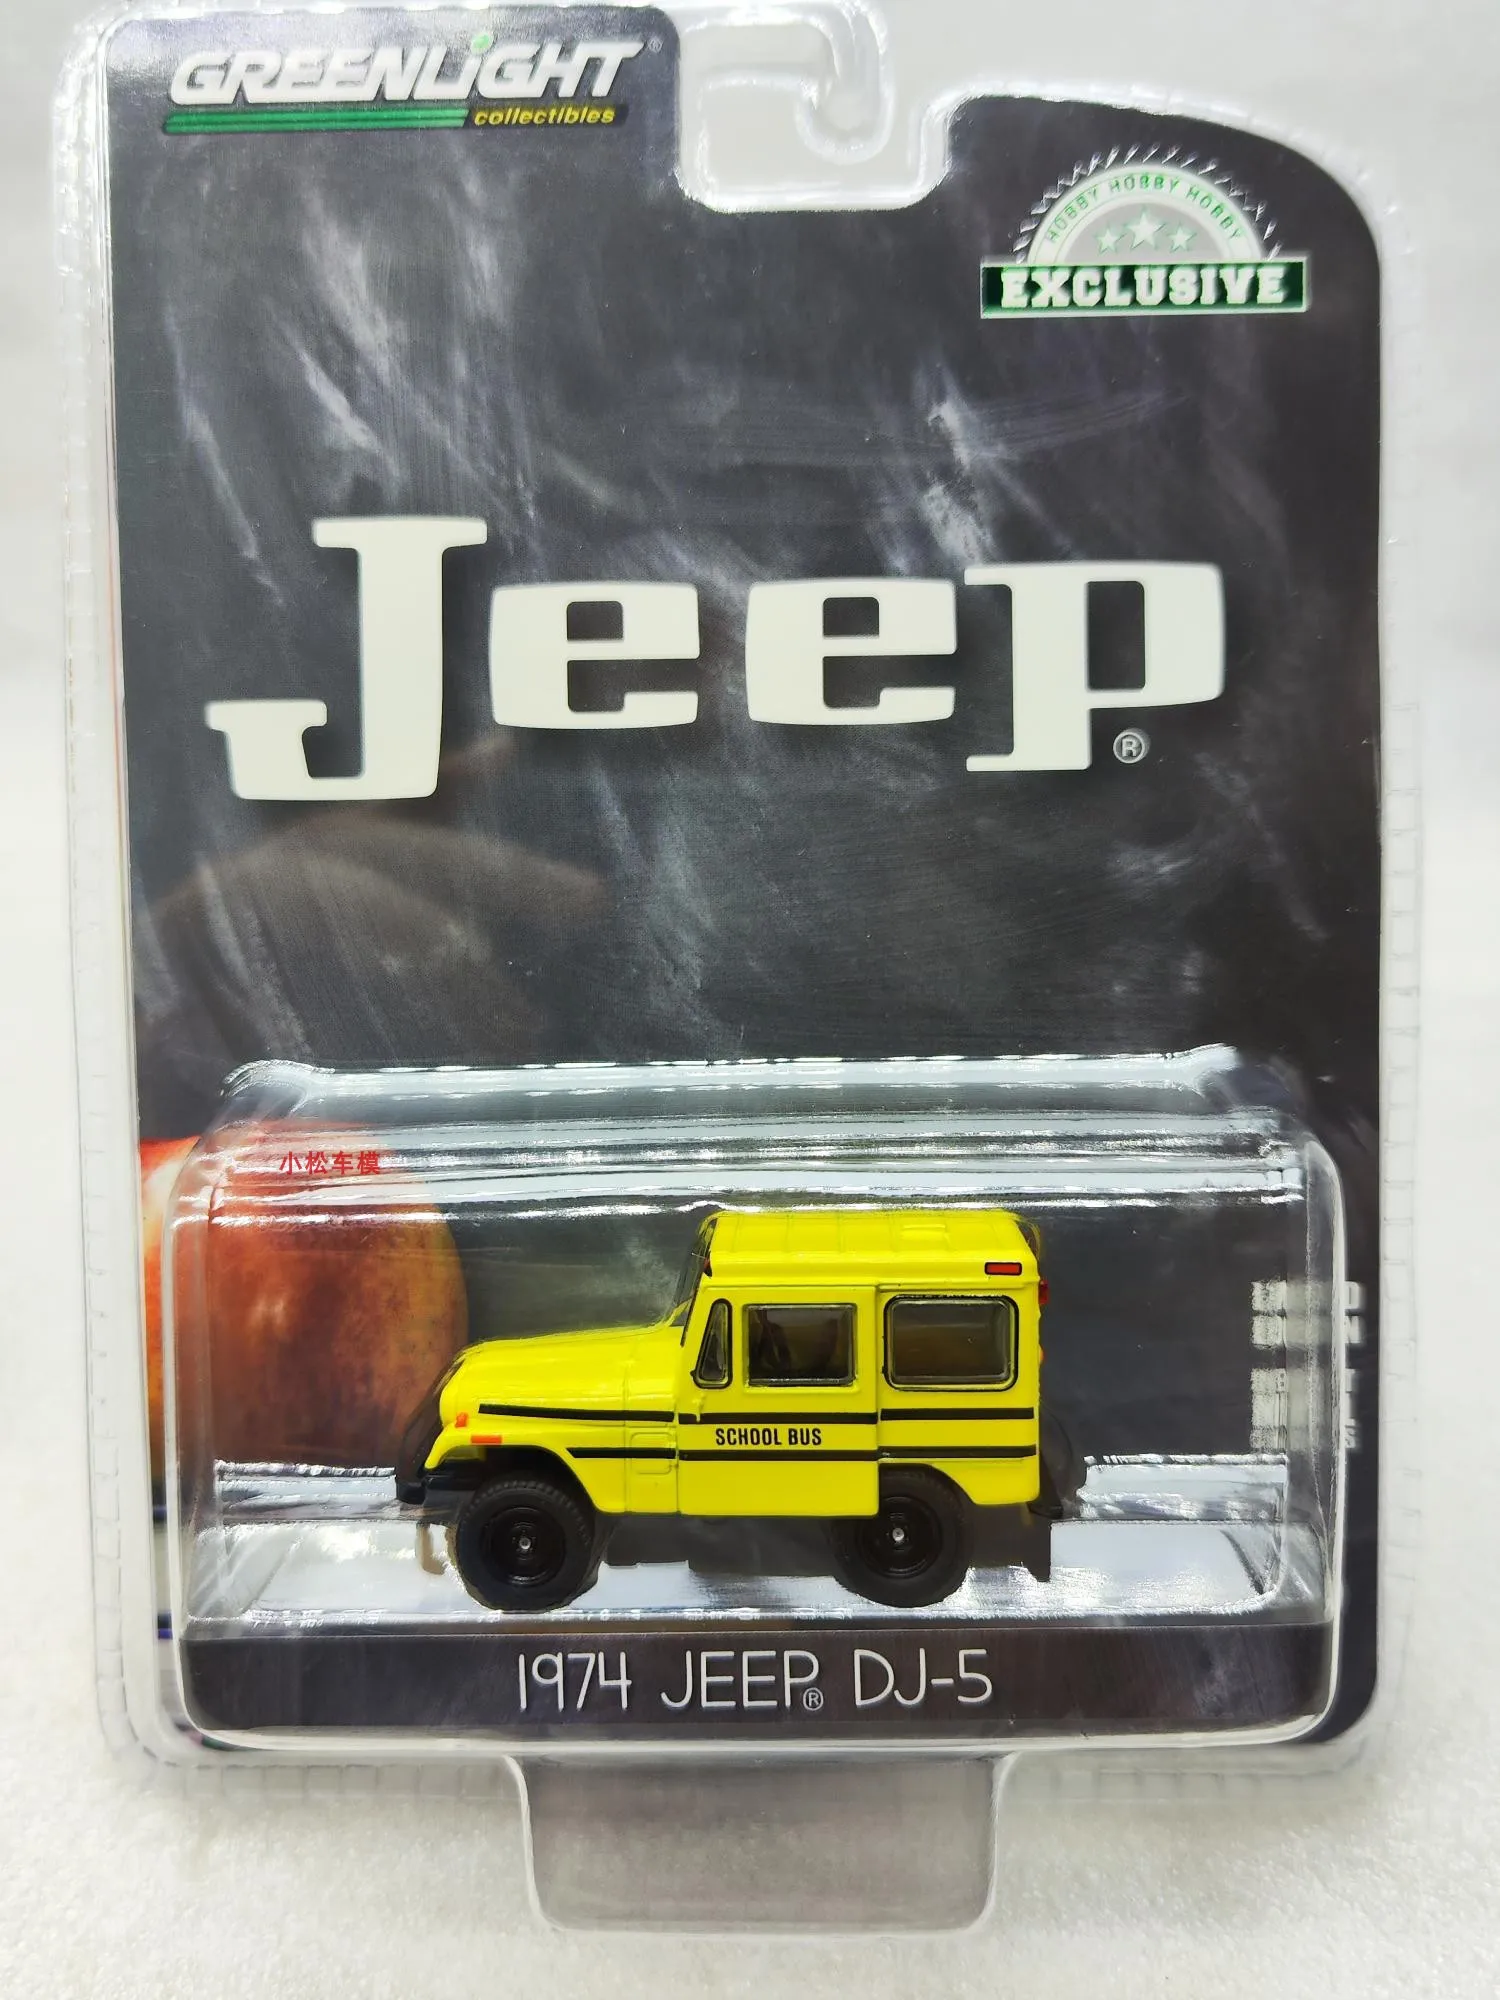 GREENLIGHT®
collectibles
HOBBY HOBBY HOBBY
EXCLUSIVE
Jeep®
小松车模
SCHOOL BUS
1974 JEEP® DJ-5